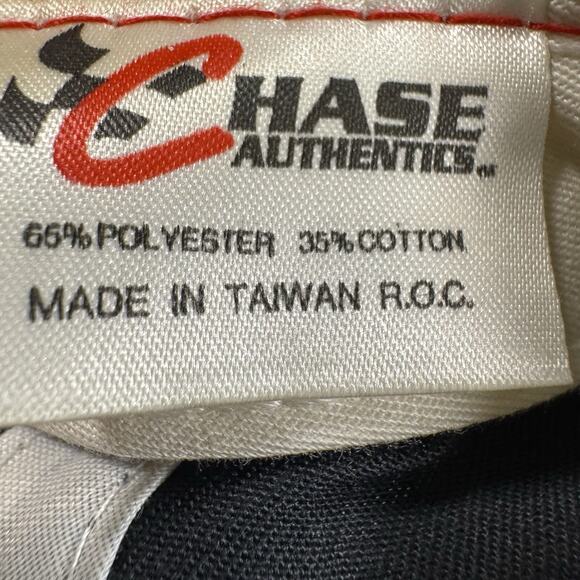 CHASE
AUTHENTICS
65% POLYESTER 35% COTTON
MADE IN TAIWAN R.O.C.